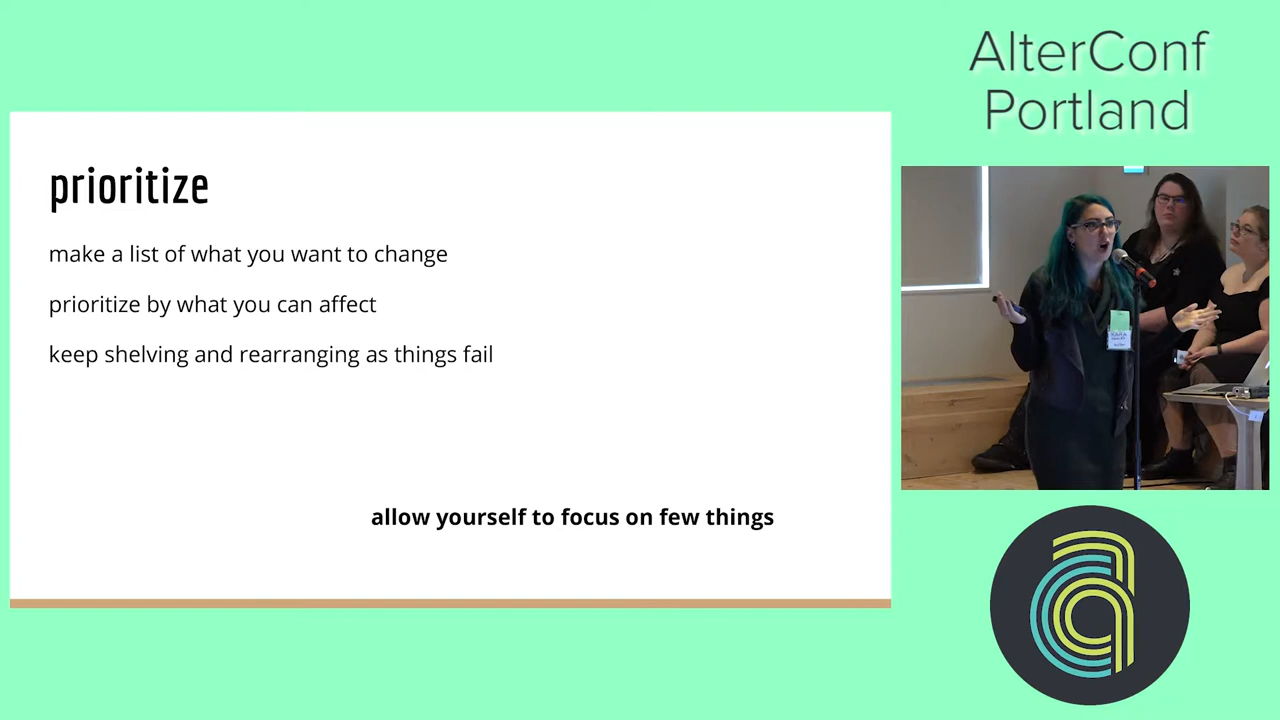 AlterConf
Portland
prioritize
make a list of what you want to change
prioritize by what you can affect
keep shelving and rearranging as things fail
allow yourself to focus on few things